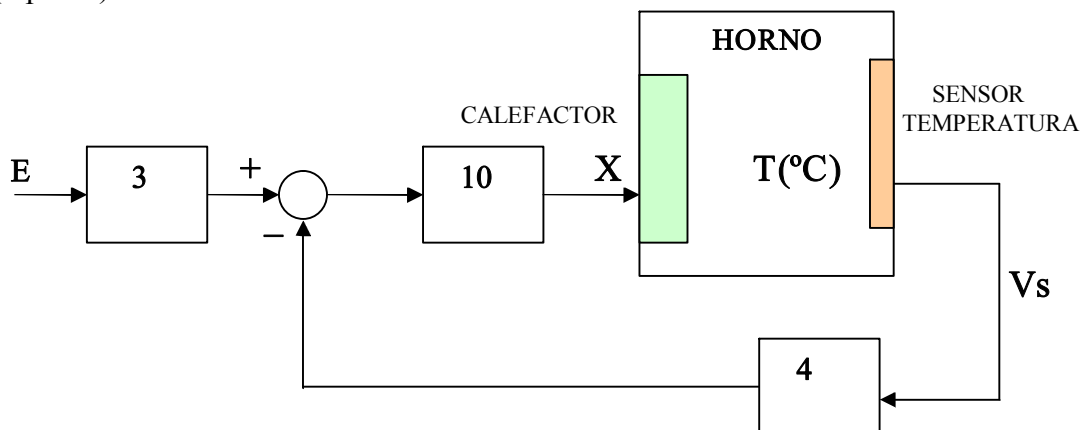 HORNO
SENSOR
TEMPERATURA
CALEFACTOR
E
3
+
10
X
T(ºC)
−
Vs
4